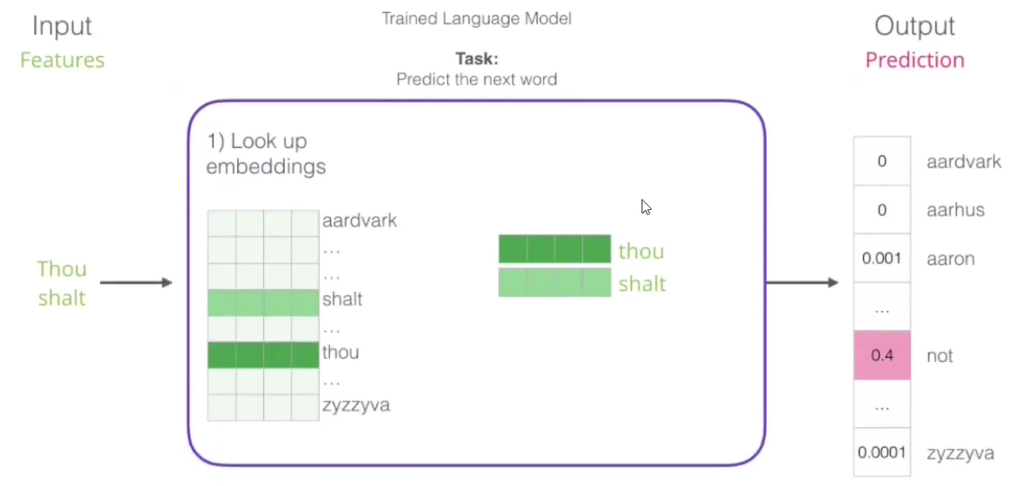 Input
Features
Trained Language Model
Task:
Predict the next word
Output
Prediction
1) Look up
embeddings
aardvark
...
...
shalt
...
thou
...
zyzzyva
Thou
shalt
thou
shalt
0 aardvark
0 aarhus
0.001 aaron
...
0.4 not
...
0.0001 zyzzyva